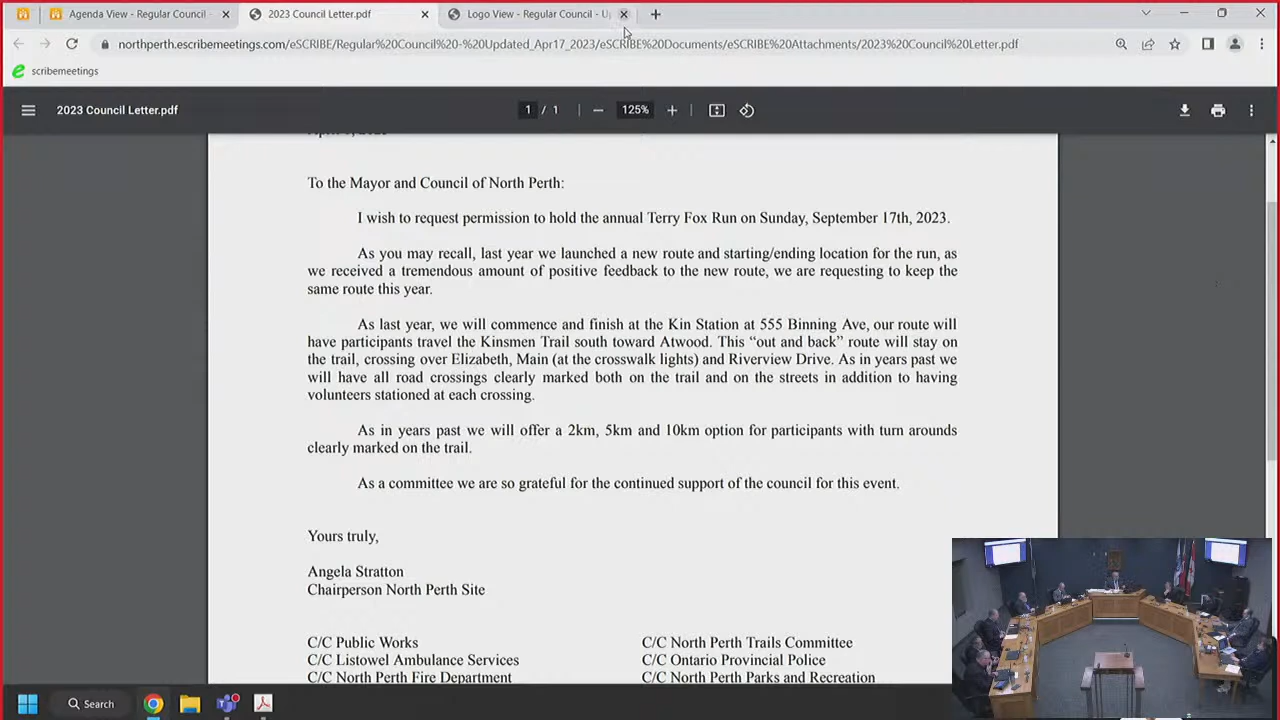 Agenda View - Regular Council -
2023 Council Letter.pdf
Logo View - Regular Council - U
northperth.escribemeetings.com/eSCRIBE/Regular%20Council%20-%20Updated_Apr17_2023/eSCRIBE%20Documents/eSCRIBE%20Attachments/2023%20Council%20Letter.pdf
scribemeetings
2023 Council Letter.pdf
1 / 1
125%
To the Mayor and Council of North Perth:
I wish to request permission to hold the annual Terry Fox Run on Sunday, September 17th, 2023.
As you may recall, last year we launched a new route and starting/ending location for the run, as
we received a tremendous amount of positive feedback to the new route, we are requesting to keep the
same route this year.
As last year, we will commence and finish at the Kin Station at 555 Binning Ave, our route will
have participants travel the Kinsmen Trail south toward Atwood. This “out and back” route will stay on
the trail, crossing over Elizabeth, Main (at the crosswalk lights) and Riverview Drive. As in years past we
will have all road crossings clearly marked both on the trail and on the streets in addition to having
volunteers stationed at each crossing.
As in years past we will offer a 2km, 5km and 10km option for participants with turn arounds
clearly marked on the trail.
As a committee we are so grateful for the continued support of the council for this event.
Yours truly,
Angela Stratton
Chairperson North Perth Site
C/C Public Works
C/C North Perth Trails Committee
C/C Listowel Ambulance Services
C/C Ontario Provincial Police
C/C North Perth Fire Department
C/C North Perth Parks and Recreation
Search